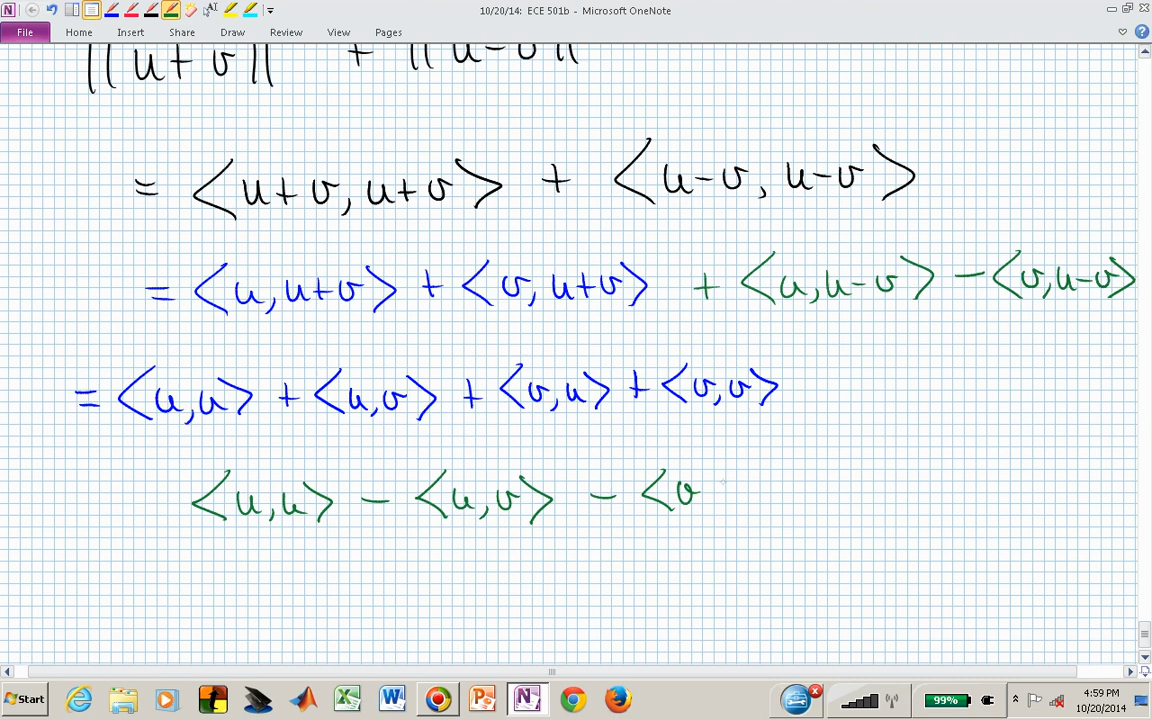 10/20/14: ECE 501b - Microsoft OneNote
File Home Insert Share Draw Review View Pages
||u+v|| + ||u-v||
= <u+v, u+v> + <u-v, u-v>
= <u, u+v> + <v, u+v> + <u, u-v> - <v, u-v>
= <u, u> + <u, v> + <v, u> + <v, v>
<u, u> - <u, v> - <v
Start 99% 4:59 PM
10/20/2014